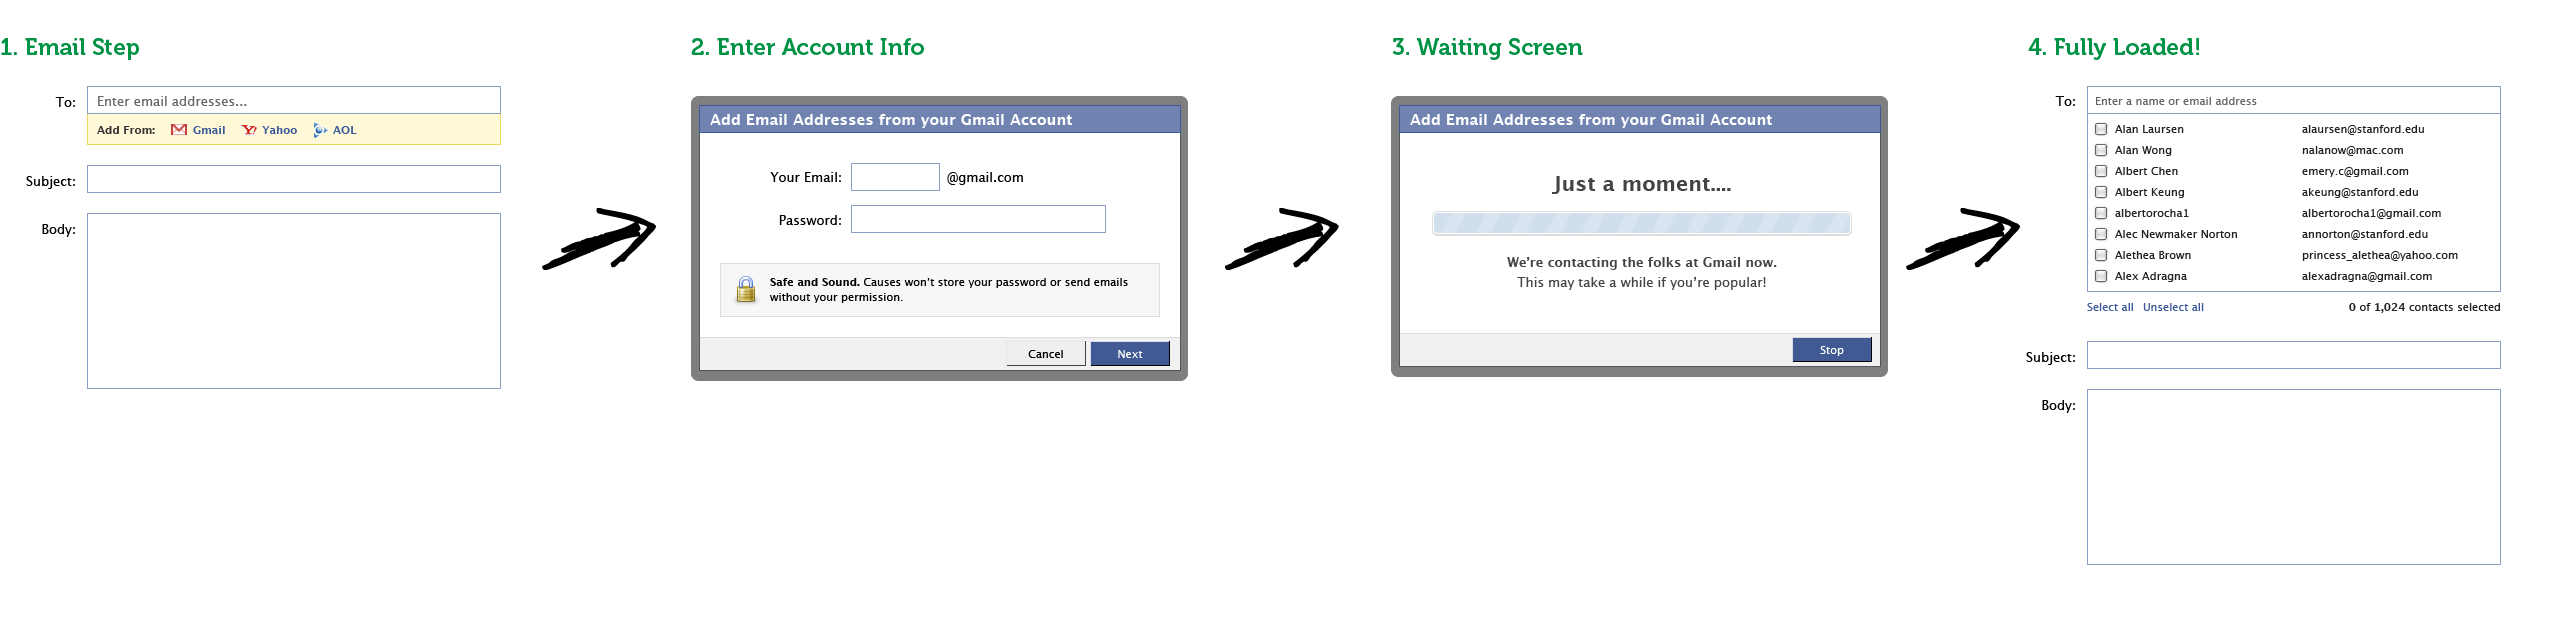 1. Email Step
To:
Enter email addresses...
Add From: Gmail Yahoo AOL
Subject:
Body:
2. Enter Account Info
Add Email Addresses from your Gmail Account
Your Email: @gmail.com
Password:
Safe and Sound. Causes won't store your password or send emails
without your permission.
Cancel Next
3. Waiting Screen
Add Email Addresses from your Gmail Account
Just a moment....
We're contacting the folks at Gmail now.
This may take a while if you're popular!
Stop
4. Fully Loaded!
To:
Enter a name or email address
Alan Laursen alaursen@stanford.edu
Alan Wong nalanow@mac.com
Albert Chen emery.c@gmail.com
Albert Keung akeung@stanford.edu
albertorocha1 albertorocha1@gmail.com
Alec Newmaker Norton annorton@stanford.edu
Alethea Brown princess_alethea@yahoo.com
Alex Adragna alexadragna@gmail.com
Select all Unselect all 0 of 1,024 contacts selected
Subject:
Body: